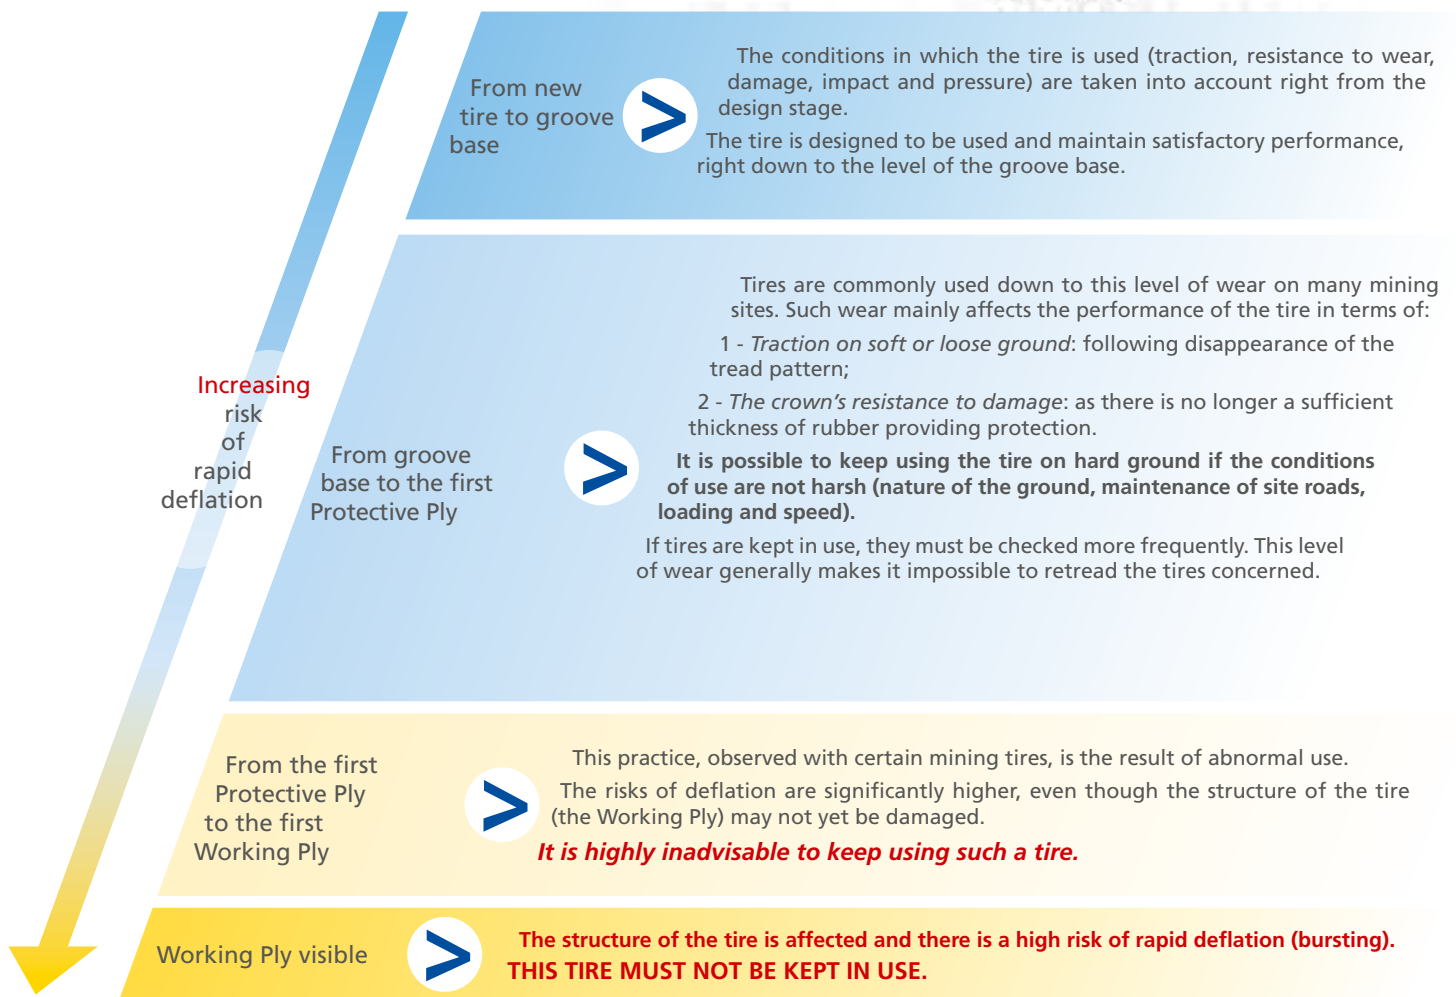 From new
tire to groove
base
>
The conditions in which the tire is used (traction, resistance to wear,
damage, impact and pressure) are taken into account right from the
design stage.
The tire is designed to be used and maintain satisfactory performance,
right down to the level of the groove base.
Increasing
risk
of
rapid
deflation
From groove
base to the first
Protective Ply
>
Tires are commonly used down to this level of wear on many mining
sites. Such wear mainly affects the performance of the tire in terms of:
1 - Traction on soft or loose ground: following disappearance of the
tread pattern;
2 - The crown’s resistance to damage: as there is no longer a sufficient
thickness of rubber providing protection.
It is possible to keep using the tire on hard ground if the conditions
of use are not harsh (nature of the ground, maintenance of site roads,
loading and speed).
If tires are kept in use, they must be checked more frequently. This level
of wear generally makes it impossible to retread the tires concerned.
From the first
Protective Ply
to the first
Working Ply
>
This practice, observed with certain mining tires, is the result of abnormal use.
The risks of deflation are significantly higher, even though the structure of the tire
(the Working Ply) may not yet be damaged.
It is highly inadvisable to keep using such a tire.
Working Ply visible
>
The structure of the tire is affected and there is a high risk of rapid deflation (bursting).
THIS TIRE MUST NOT BE KEPT IN USE.